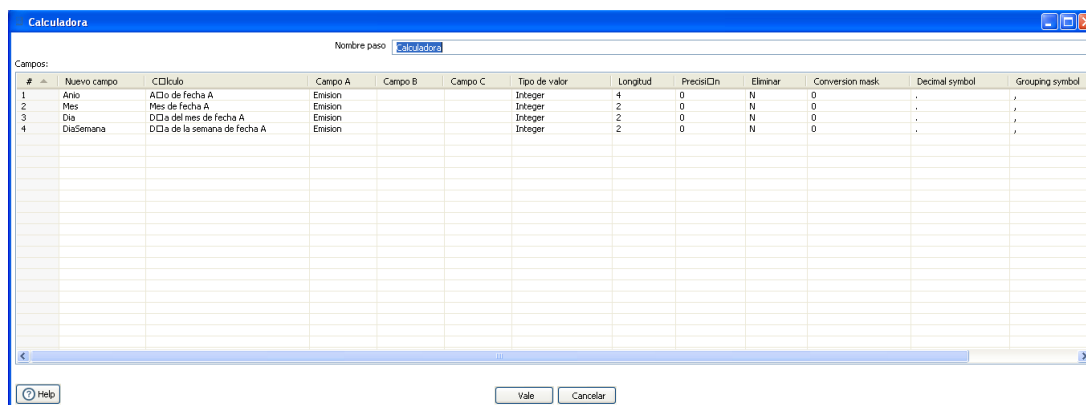 Calculadora
Nombre paso Calculadora
Campos:
# Nuevo campo C□lculo Campo A Campo B Campo C Tipo de valor Longitud Precisi□n Eliminar Conversion mask Decimal symbol Grouping symbol
1 Anio A□o de fecha A Emision Integer 4 0 N 0 . ,
2 Mes Mes de fecha A Emision Integer 2 0 N 0 . ,
3 Dia D□a del mes de fecha A Emision Integer 2 0 N 0 . ,
4 DiaSemana D□a de la semana de fecha A Emision Integer 2 0 N 0 . ,
Help Vale Cancelar